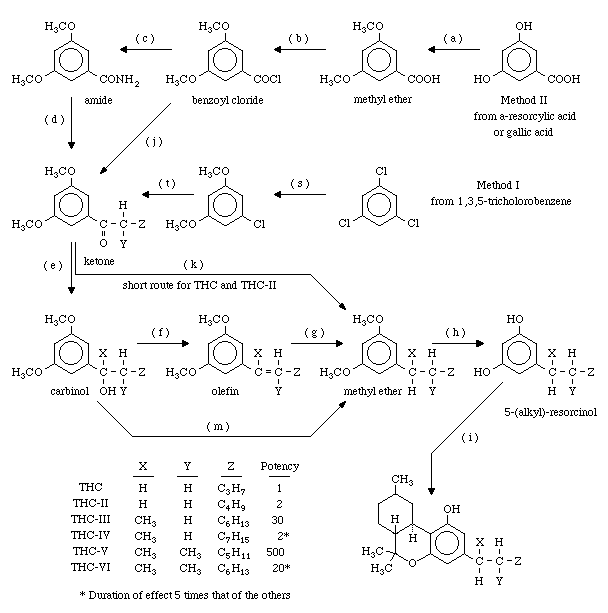 H₃CO H₃CO H₃CO OH
( c ) ( b ) ( a )
H₃CO CNH₂ H₃CO COCl H₃CO COOH HO COOH
amide benzoyl cloride methyl ether Method II
from a-resorcylic acid
or gallic acid
( d ) ( j )
H₃CO H₃CO Cl
( t ) ( s ) Method I
from 1,3,5-tricholorobenzene
H₃CO H C–C–Z O Y H₃CO Cl Cl Cl
ketone
( e ) ( k )
short route for THC and THC-II
H₃CO H₃CO H₃CO HO
( f ) ( g ) ( h )
H₃CO X H C–C–Z OH Y H₃CO X H C=C–Z Y H₃CO X H C–C–Z H Y HO X H C–C–Z H Y
carbinol olefin methyl ether 5-(alkyl)-resorcinol
( m ) ( i )
X Y Z Potency
THC H H C₃H₇ 1
THC-II H H C₄H₉ 2
THC-III CH₃ H C₆H₁₃ 30
THC-IV CH₃ H C₇H₁₅ 2*
THC-V CH₃ CH₃ C₅H₁₁ 500
THC-VI CH₃ CH₃ C₆H₁₃ 20*
* Duration of effect 5 times that of the others
CH₃
OH
H H X H
H₃C C–C–Z
H₃C O H Y